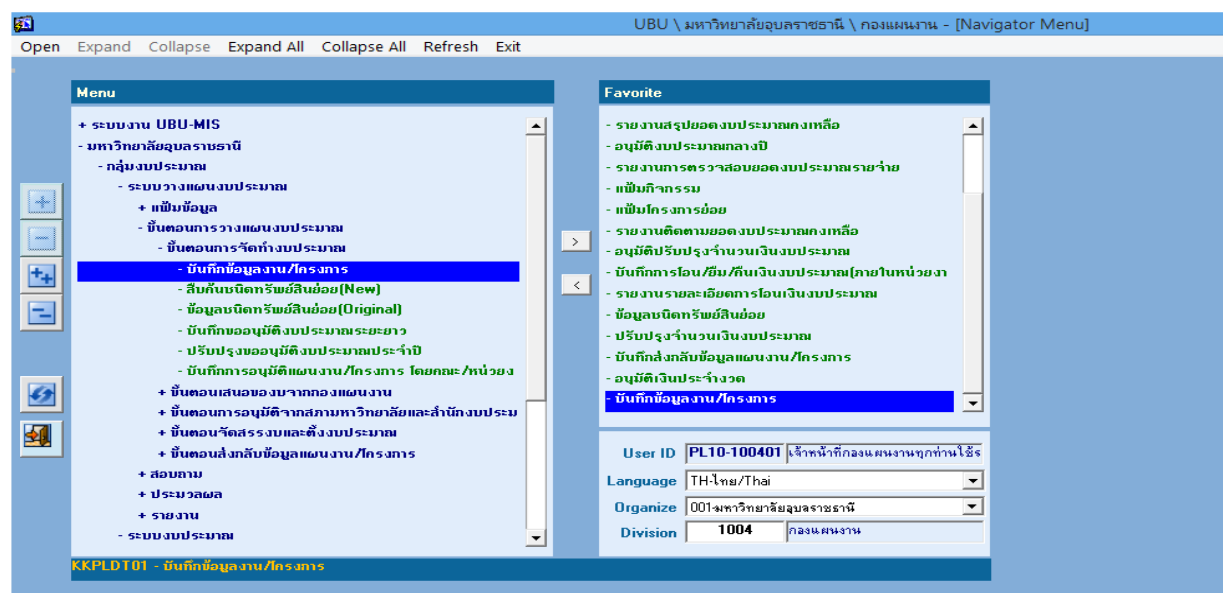 UBU \ มหาวิทยาลัยอุบลราชธานี \ กองแผนงาน - [Navigator Menu]
Open Expand Collapse Expand All Collapse All Refresh Exit
Menu
+ ระบบงาน UBU-MIS
- มหาวิทยาลัยอุบลราชธานี
- กลุ่มงบประมาณ
- ระบบวางแผนงบประมาณ
+ แฟ้มข้อมูล
- ขั้นตอนการวางแผนงบประมาณ
- ขั้นตอนการจัดทำงบประมาณ
- บันทึกข้อมูลงาน/โครงการ
- สืบค้นชนิดทรัพย์สินย่อย(New)
- ข้อมูลชนิดทรัพย์สินย่อย(Original)
- บันทึกขออนุมัติงบประมาณระยะยาว
- ปรับปรุงขออนุมัติงบประมาณประจำปี
- บันทึกการอนุมัติแผนงาน/โครงการ โดยคณะ/หน่วยง
+ ขั้นตอนเสนอของบจากกองแผนงาน
+ ขั้นตอนการอนุมัติจากสภามหาวิทยาลัยและสำนักงบประม
+ ขั้นตอนจัดสรรงบและตั้งงบประมาณ
+ ขั้นตอนส่งกลับข้อมูลแผนงาน/โครงการ
+ สอบถาม
+ ประมวลผล
+ รายงาน
- ระบบงบประมาณ
Favorite
- รายงานสรุปยอดงบประมาณคงเหลือ
- อนุมัติงบประมาณกลางปี
- รายงานการตรวจสอบยอดงบประมาณรายจ่าย
- แฟ้มกิจกรรม
- แฟ้มโครงการย่อย
- รายงานติดตามยอดงบประมาณคงเหลือ
- อนุมัติปรับปรุงจำนวนเงินงบประมาณ
- บันทึกการโอน/ยืม/คืนเงินงบประมาณ(ภายในหน่วยงา
- รายงานรายละเอียดการโอนเงินงบประมาณ
- ข้อมูลชนิดทรัพย์สินย่อย
- ปรับปรุงจำนวนเงินงบประมาณ
- บันทึกส่งกลับข้อมูลแผนงาน/โครงการ
- อนุมัติเงินประจำงวด
- บันทึกข้อมูลงาน/โครงการ
User ID PL10-100401 เจ้าหน้าที่กองแผนงานทุกท่านใช้ร
Language TH-ไทย/Thai
Organize 001-มหาวิทยาลัยอุบลราชธานี
Division 1004 กองแผนงาน
KKPLDT01 - บันทึกข้อมูลงาน/โครงการ